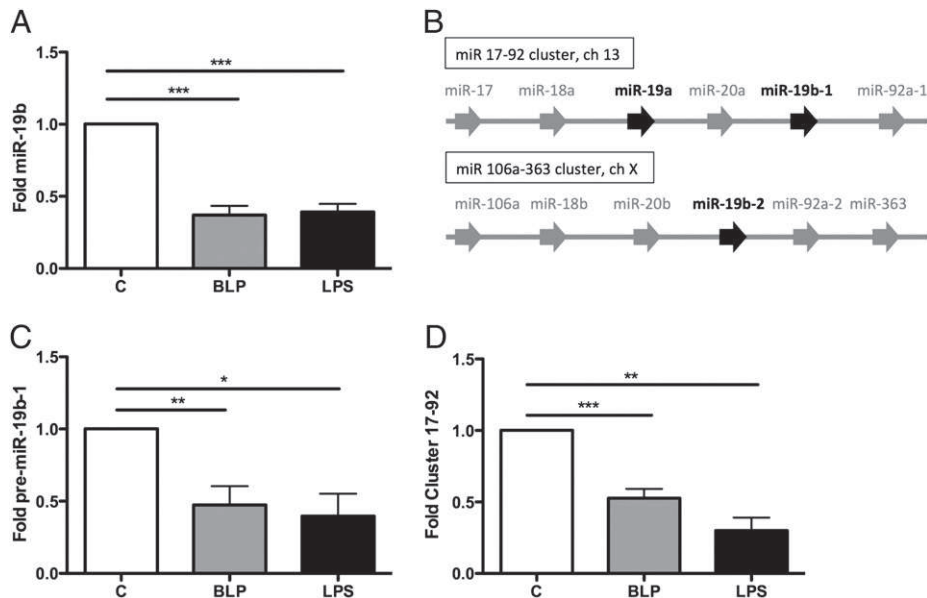 A
Fold miR-19b
1.5
1.0
0.5
0.0
***
***
C BLP LPS
B
miR 17-92 cluster, ch 13
miR-17 miR-18a miR-19a miR-20a miR-19b-1 miR-92a-1
miR 106a-363 cluster, ch X
miR-106a miR-18b miR-20b miR-19b-2 miR-92a-2 miR-363
C
Fold pre-miR-19b-1
1.5
1.0
0.5
0.0
*
**
C BLP LPS
D
Fold Cluster 17-92
1.5
1.0
0.5
0.0
**
***
C BLP LPS